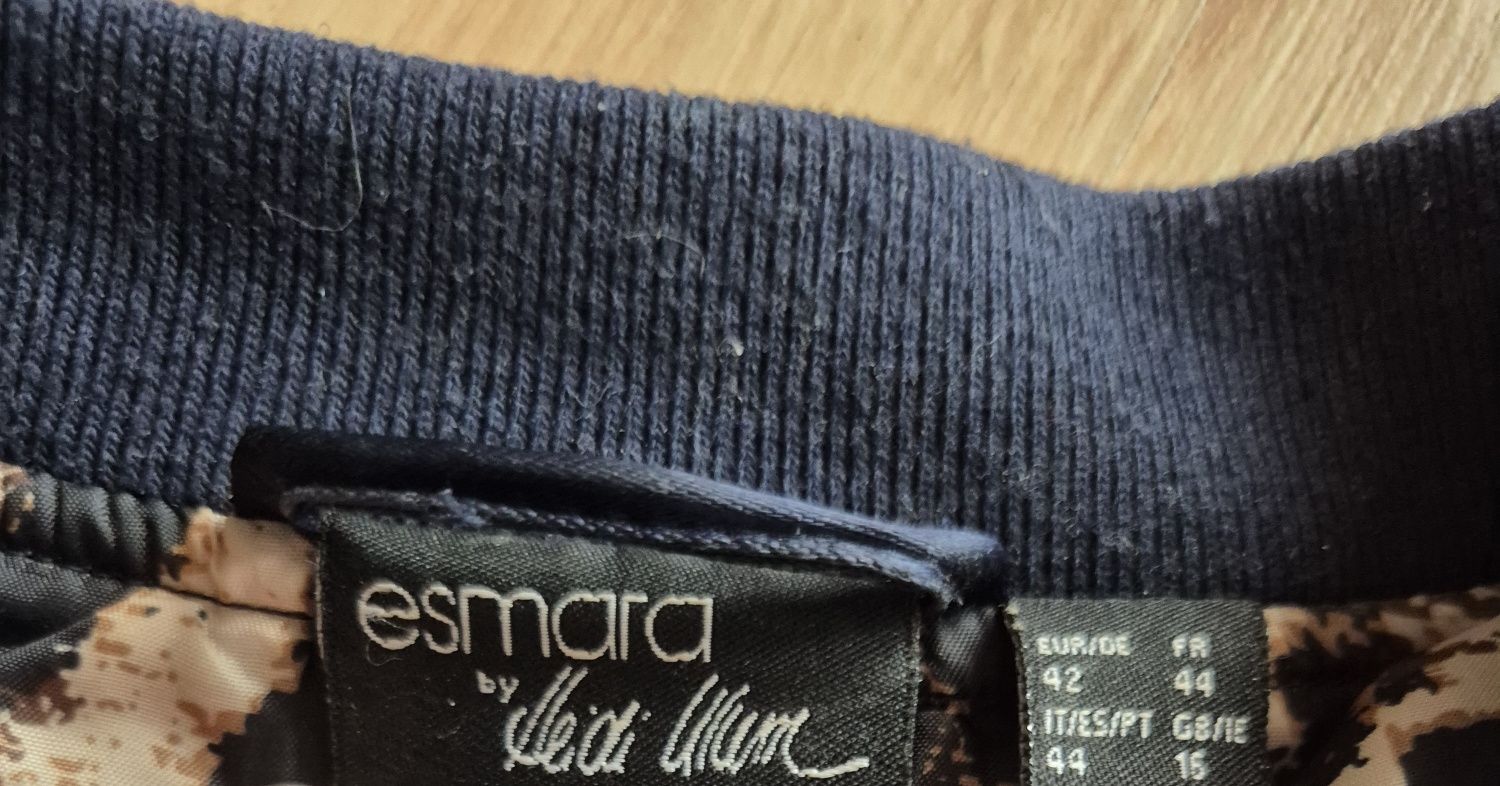 esmara
by Heidi Klum
EUR/DE FR
42 44
IT/ES/PT GB/IE
44 16